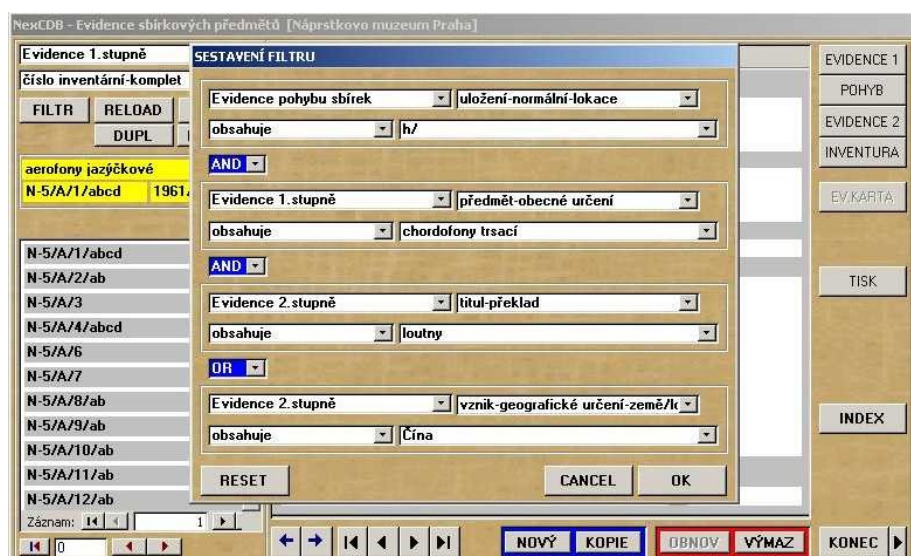 NexCDB - Evidence sbírkových předmětů [Náprstkovo muzeum Praha]
Evidence 1.stupně
číslo inventární-komplet
FILTR RELOAD
DUPL
aerofony jazýčkové
N-5/A/1/abcd 1961
N-5/A/1/abcd
N-5/A/2/ab
N-5/A/3
N-5/A/4/abcd
N-5/A/6
N-5/A/7
N-5/A/8/ab
N-5/A/9/ab
N-5/A/10/ab
N-5/A/11/ab
N-5/A/12/ab
Záznam: 1
0
SESTAVENÍ FILTRU
Evidence pohybu sbírek uložení-normální-lokace
obsahuje h/
AND
Evidence 1.stupně předmět-obecné určení
obsahuje chordofony trsací
AND
Evidence 2.stupně titul-překlad
obsahuje loutny
OR
Evidence 2.stupně vznik-geografické určení-země/lo
obsahuje Čína
RESET CANCEL OK
EVIDENCE 1
POHYB
EVIDENCE 2
INVENTURA
EV.KARTA
TISK
INDEX
NOVÝ KOPIE OBNOV VÝMAZ KONEC